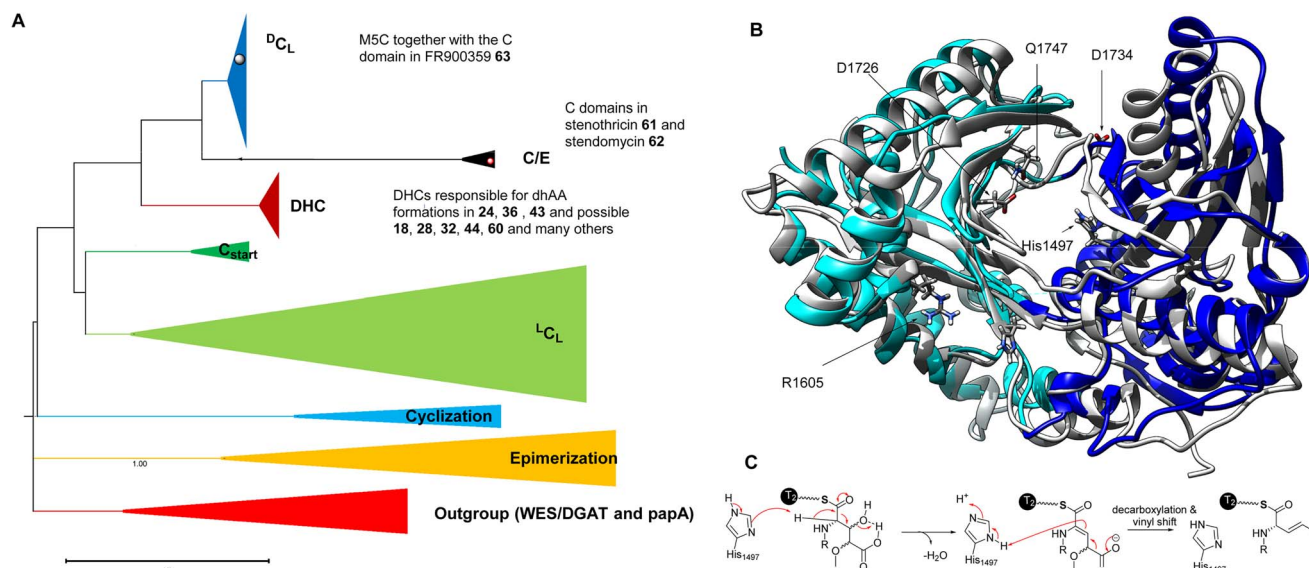 A
DCL
M5C together with the C
domain in FR900359 63
C domains in
stenothricin 61 and
stendomycin 62
C/E
DHC
DHCs responsible for dhAA
formations in 24, 36 , 43 and possible
18, 28, 32, 44, 60 and many others
Cstart
LCL
Cyclization
1.00
Epimerization
Outgroup (WES/DGAT and papA)
B
Q1747
D1726
D1734
His1497
R1605
C
H
N
N
His1497
T2
S
O
H
HN
R
O
H
H
O
O
O
-H2O
H+
N
N
H
His1497
T2
S
O
HN
R
O
O
O
decarboxylation &
vinyl shift
HN
N
His1497
T2
S
O
HN
R